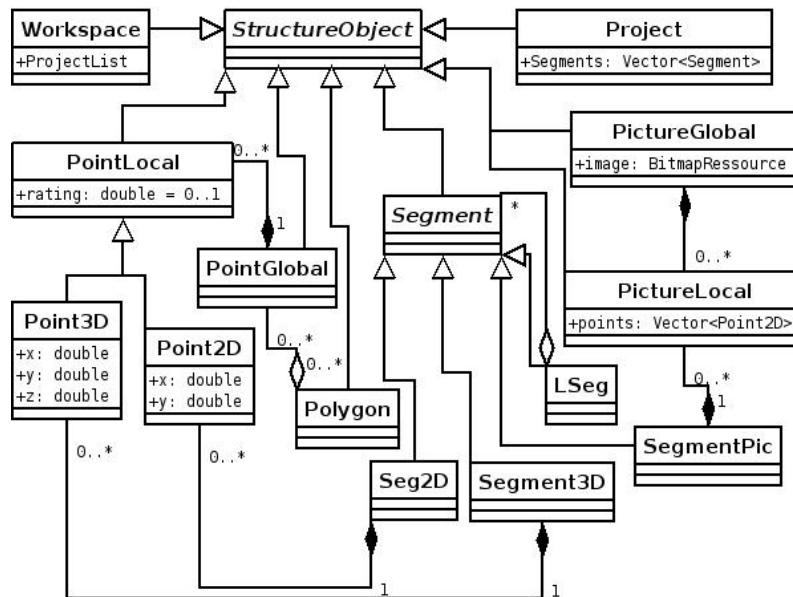 Workspace
+ProjectList
StructureObject
Project
+Segments: Vector<Segment>
PointLocal
+rating: double = 0..1
0..*
1
PictureGlobal
+image: BitmapRessource
0..*
Segment
*
PointGlobal
PictureLocal
+points: Vector<Point2D>
Point3D
+x: double
+y: double
+z: double
Point2D
+x: double
+y: double
0..*
0..*
Polygon
LSeg
0..*
1
SegmentPic
0..*
0..*
Seg2D
Segment3D
1
1